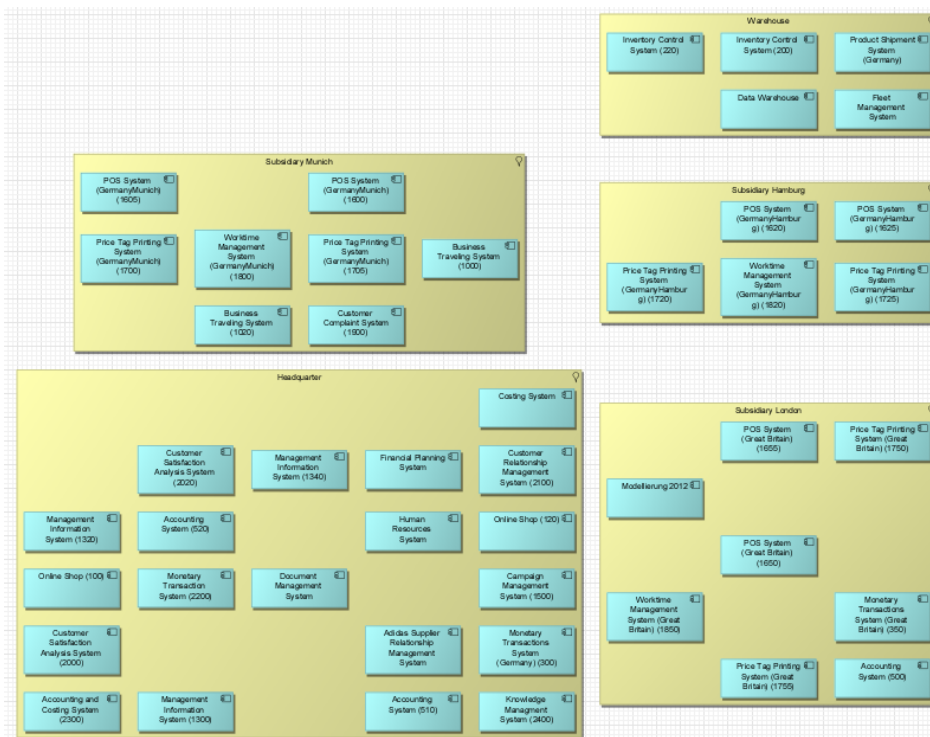 Warehouse
Inventory Control
System (220)
Inventory Control
System (200)
Product Shipment
System
(Germany)
Data Warehouse
Fleet
Management
System
Subsidiary Munich
POS System
(GermanyMunich)
(1605)
POS System
(GermanyMunich)
(1600)
Price Tag Printing
System
(GermanyMunich)
(1700)
Worktime
Management
System
(GermanyMunich)
(1800)
Price Tag Printing
System
(GermanyMunich)
(1705)
Business
Traveling System
(1000)
Business
Traveling System
(1020)
Customer
Complaint System
(1900)
Subsidiary Hamburg
POS System
(GermanyHambur
g) (1620)
POS System
(GermanyHambur
g) (1625)
Price Tag Printing
System
(GermanyHambur
g) (1720)
Worktime
Management
System
(GermanyHambur
g) (1820)
Price Tag Printing
System
(GermanyHambur
g) (1725)
Headquarter
Costing System
Customer
Satisfaction
Analysis System
(2020)
Management
Information
System (1340)
Financial Planning
System
Customer
Relationship
Management
System (2100)
Management
Information
System (1320)
Accounting
System (520)
Human
Resources
System
Online Shop (120)
Online Shop (100)
Monetary
Transaction
System (2200)
Document
Management
System
Campaign
Management
System (1500)
Customer
Satisfaction
Analysis System
(2000)
Adidas Supplier
Relationship
Management
System
Monetary
Transactions
System
(Germany) (300)
Accounting and
Costing System
(2300)
Management
Information
System (1300)
Accounting
System (510)
Knowledge
Managment
System (2400)
Subsidiary London
POS System
(Great Britain)
(1655)
Price Tag Printing
System (Great
Britain) (1750)
Modellierung 2012
POS System
(Great Britain)
(1650)
Worktime
Management
System (Great
Britain) (1850)
Monetary
Transactions
System (Great
Britain) (350)
Price Tag Printing
System (Great
Britain) (1755)
Accounting
System (500)